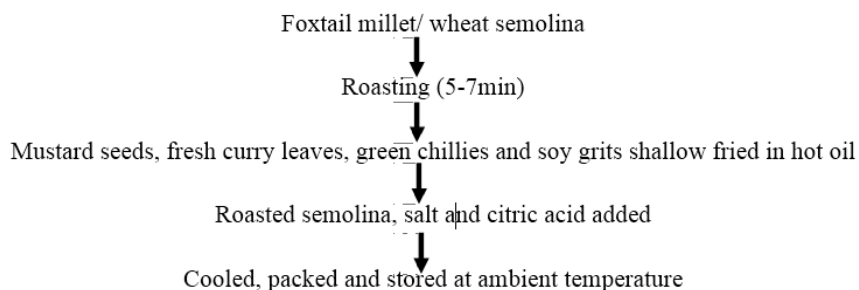 Foxtail millet/ wheat semolina
Roasting (5-7min)
Mustard seeds, fresh curry leaves, green chillies and soy grits shallow fried in hot oil
Roasted semolina, salt and citric acid added
Cooled, packed and stored at ambient temperature